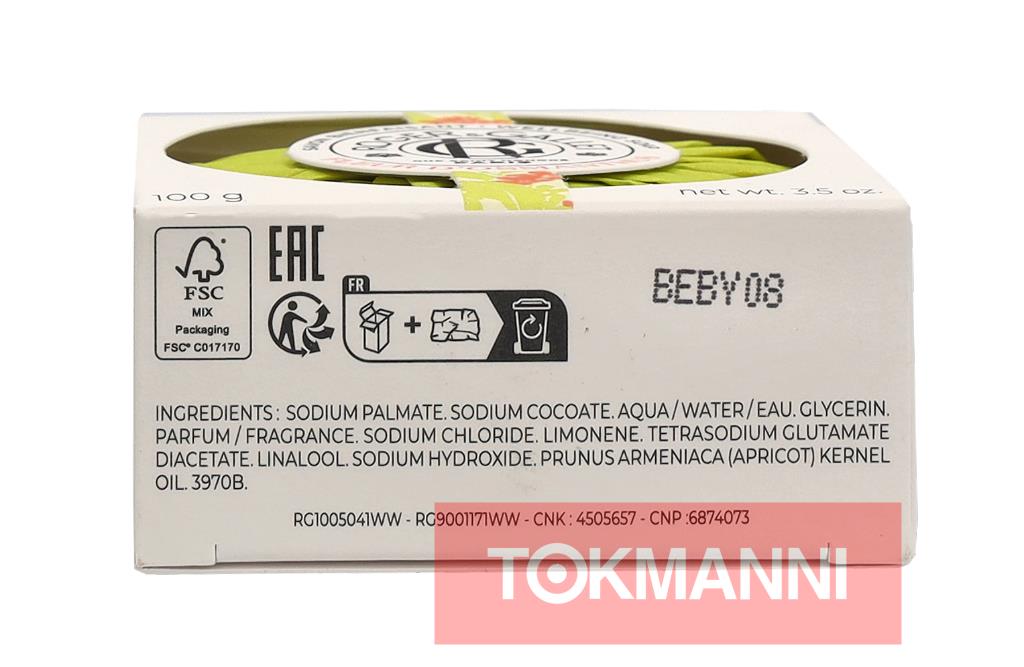 ROGER & GALLET
100 g
net wt. 3.5 oz.
FSC
MIX
Packaging
FSC® C017170
EAC
FR
BEBY08
INGREDIENTS : SODIUM PALMATE. SODIUM COCOATE. AQUA / WATER / EAU. GLYCERIN.
PARFUM / FRAGRANCE. SODIUM CHLORIDE. LIMONENE. TETRASODIUM GLUTAMATE
DIACETATE. LINALOOL. SODIUM HYDROXIDE. PRUNUS ARMENIACA (APRICOT) KERNEL
OIL. 3970B.
RG1005041WW - RG9001171WW - CNK : 4505657 - CNP :6874073
TOKMANNI